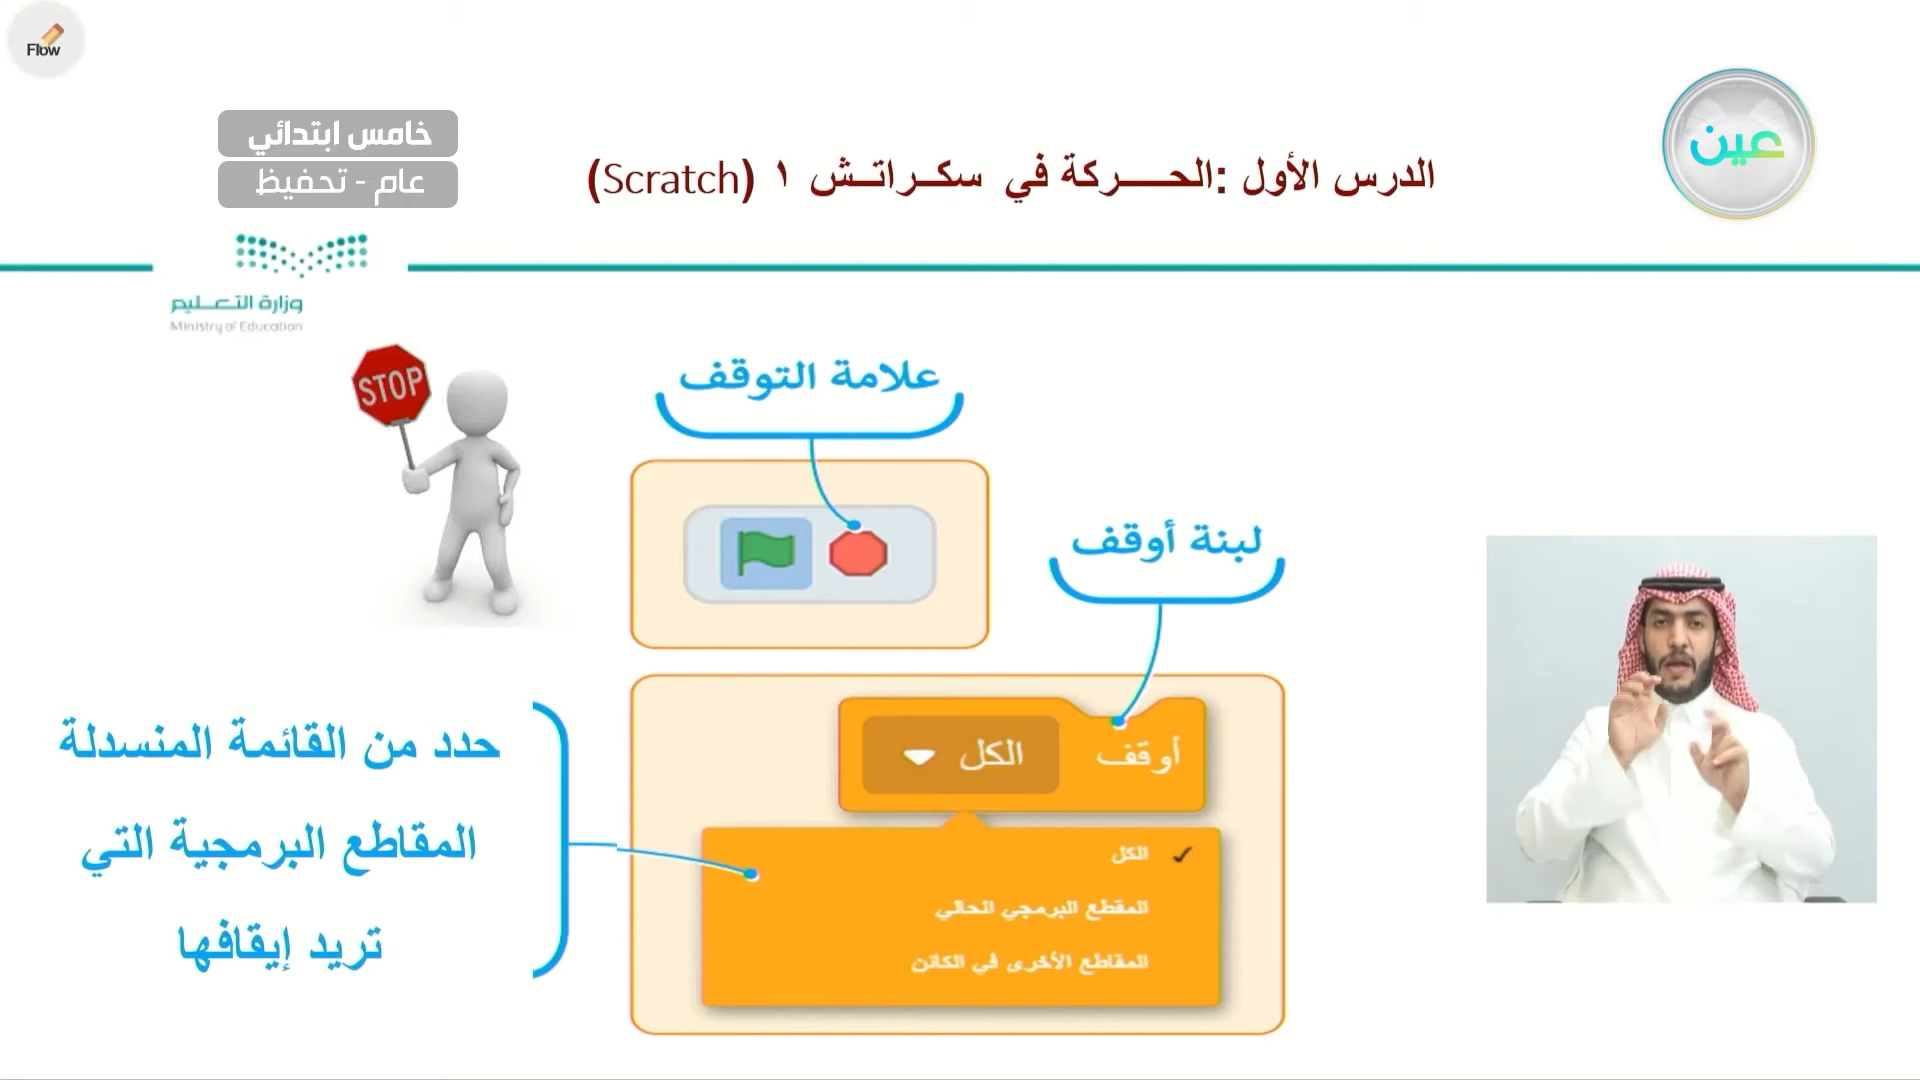 Flow
خامس ابتدائي
عام - تحفيظ
عين
الدرس الأول :الحركة في سكراتش ١ (Scratch)
وزارة التعليم
Ministry of Education
STOP
علامة التوقف
لبنة أوقف
أوقف الكل
الكل
المقطع البرمجي الحالي
المقاطع الأخرى في الكائن
حدد من القائمة المنسدلة
المقاطع البرمجية التي
تريد إيقافها